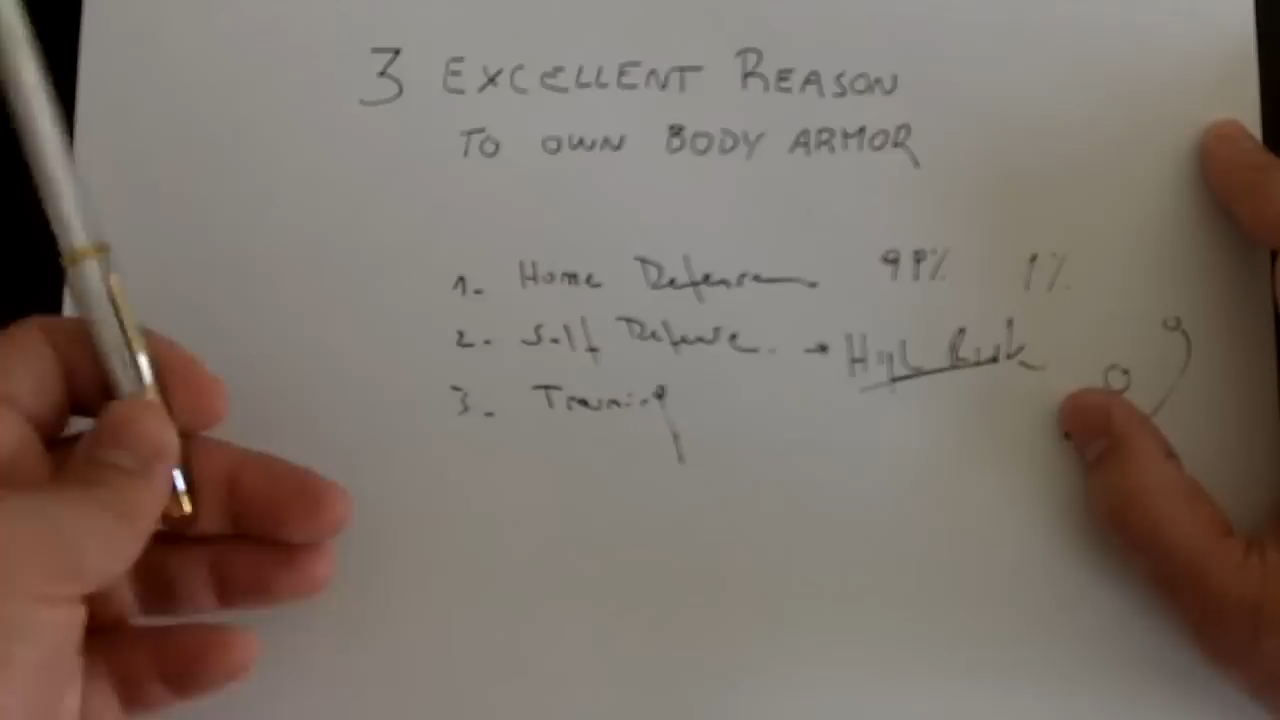 3 EXCELLENT REASON
TO OWN BODY ARMOR
1. Home Defense 99% 1%
2. Self Defense. → High Risk
3. Training